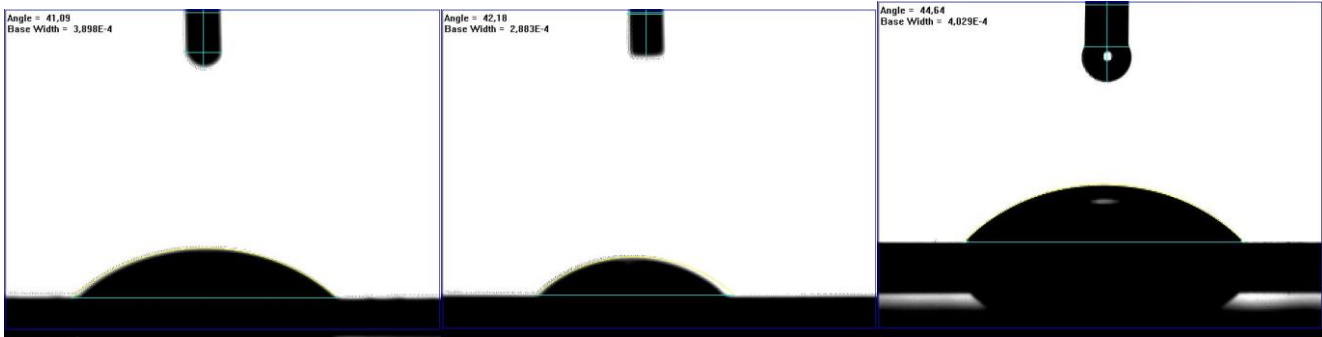 Angle = 41,09
Base Width = 3,898E-4
Angle = 42,18
Base Width = 2,883E-4
Angle = 44,64
Base Width = 4,029E-4